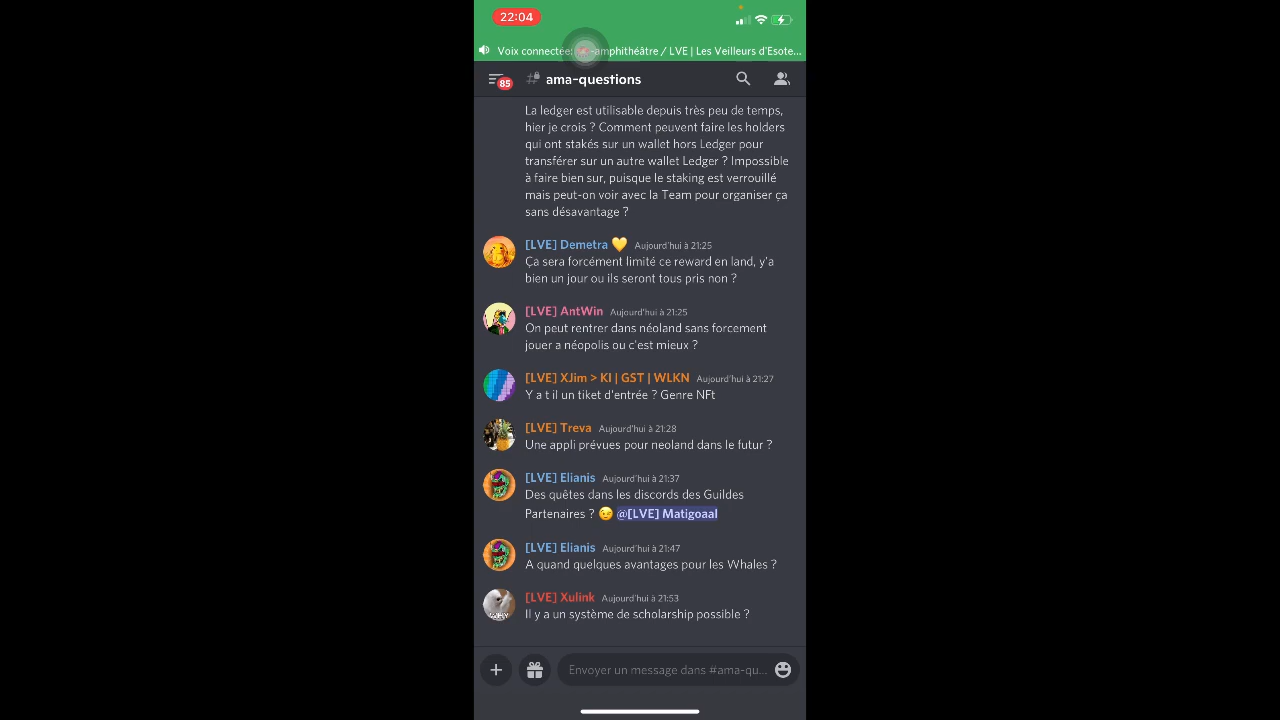 22:04
Voix connectée: -amphithéâtre / LVE | Les Veilleurs d'Esote...
85
ama-questions
La ledger est utilisable depuis très peu de temps,
hier je crois ? Comment peuvent faire les holders
qui ont stakés sur un wallet hors Ledger pour
transférer sur un autre wallet Ledger ? Impossible
à faire bien sur, puisque le staking est verrouillé
mais peut-on voir avec la Team pour organiser ça
sans désavantage ?
[LVE] Demetra 💛 Aujourd'hui à 21:25
Ça sera forcément limité ce reward en land, y'a
bien un jour ou ils seront tous pris non ?
[LVE] AntWin Aujourd'hui à 21:25
On peut rentrer dans néoland sans forcement
jouer a néopolis ou c'est mieux ?
[LVE] XJim > KI | GST | WLKN Aujourd'hui à 21:27
Y a t il un tiket d'entrée ? Genre NFt
[LVE] Treva Aujourd'hui à 21:28
Une appli prévues pour neoland dans le futur ?
[LVE] Elianis Aujourd'hui à 21:37
Des quêtes dans les discords des Guildes
Partenaires ? 😉 @[LVE] Matigoaal
[LVE] Elianis Aujourd'hui à 21:47
A quand quelques avantages pour les Whales ?
[LVE] Xulink Aujourd'hui à 21:53
Il y a un système de scholarship possible ?
Envoyer un message dans #ama-qu...